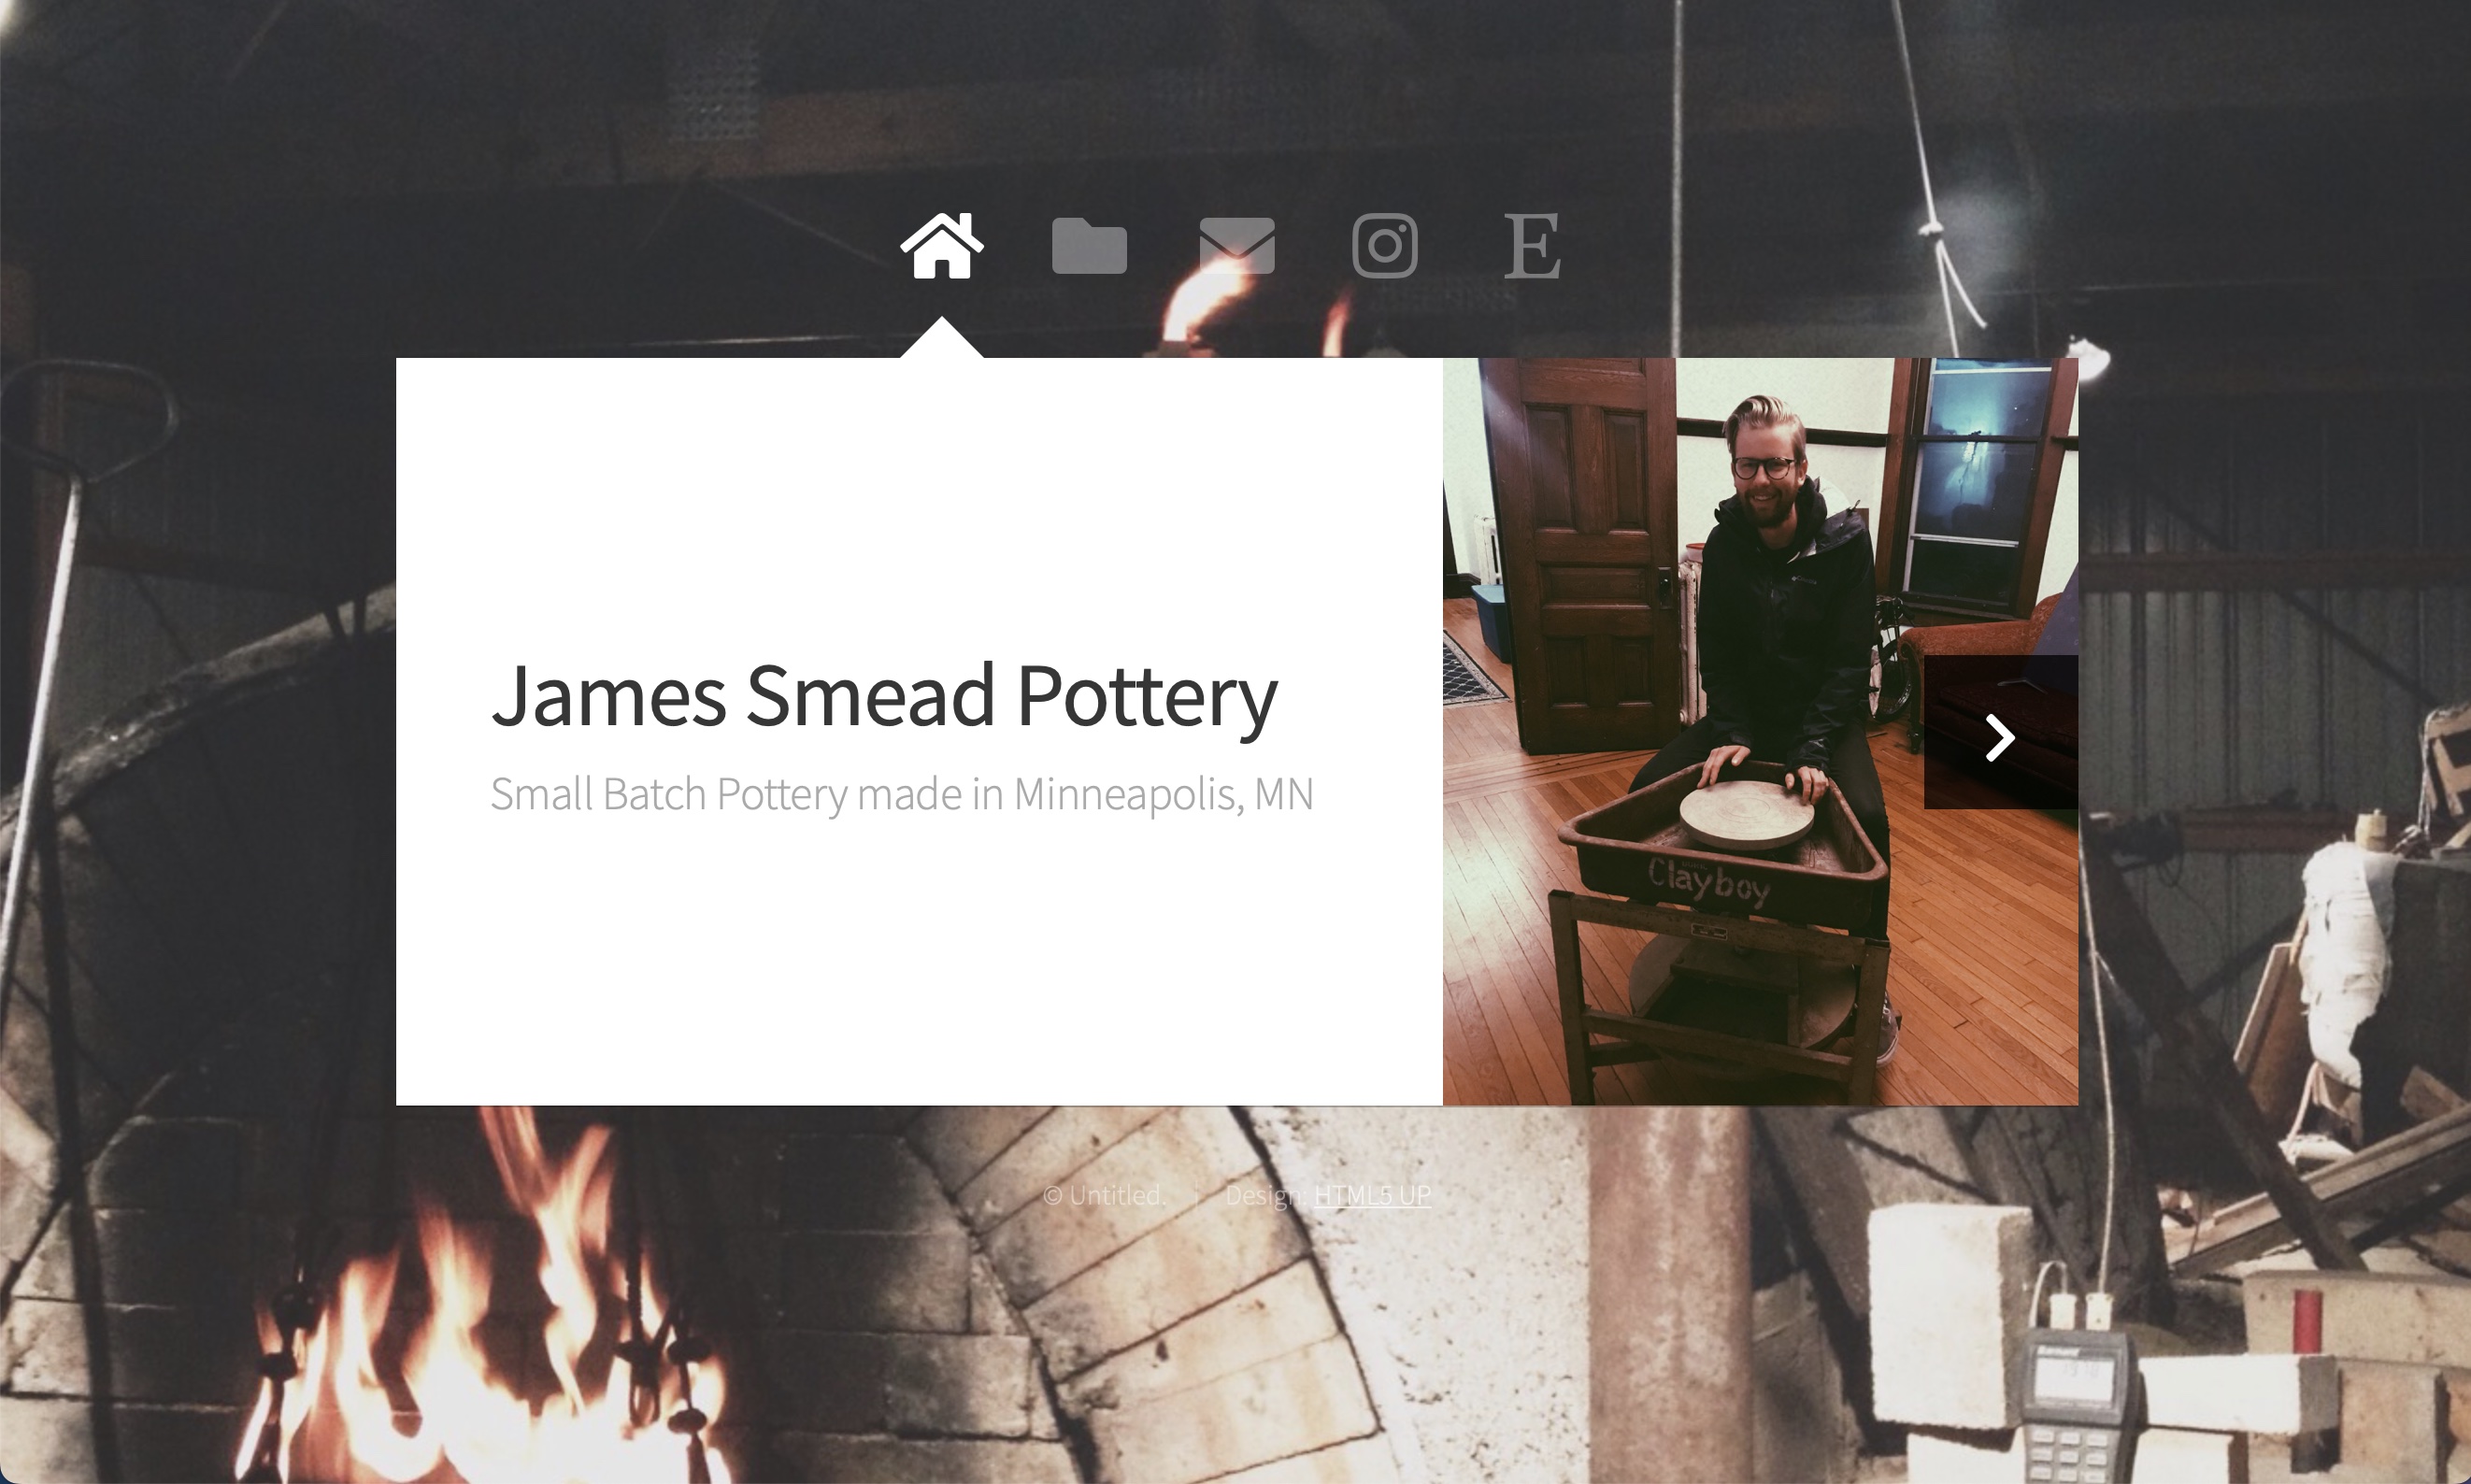 E
James Smead Pottery
Small Batch Pottery made in Minneapolis, MN
Clayboy
© Untitled. | Design: HTML5 UP